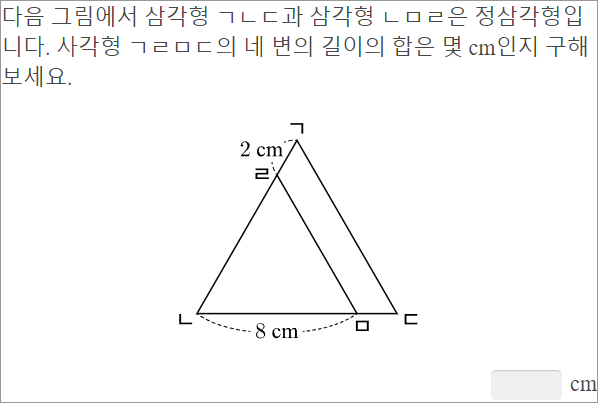 다음 그림에서 삼각형 ㄱㄴㄷ과 삼각형 ㄴㅁㄹ은 정삼각형입
니다. 사각형 ㄱㄹㅁㄷ의 네 변의 길이의 합은 몇 cm인지 구해
보세요.
ㄱ
2 cm
ㄹ
ㄴ
8 cm
ㅁ
ㄷ
cm